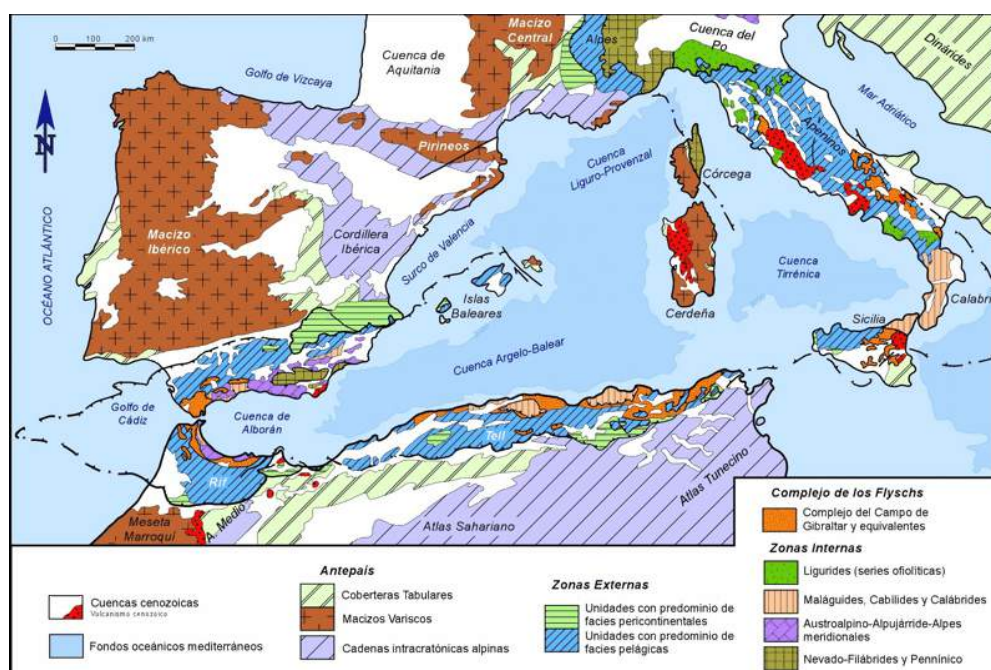 0 100 200 km
Golfo de Vizcaya
Cuenca de
Aquitania
Macizo
Central
Alpes
Cuenca del
Po
Dinárides
Mar Adriático
Apeninos
N
OCÉANO ATLÁNTICO
Pirineos
Cuenca
Liguro-Provenzal
Córcega
Macizo
Ibérico
Cordillera
Ibérica
Surco de Valencia
Islas
Baleares
Cerdeña
Cuenca
Tirrénica
Calabri
Sicilia
Cuenca Argelo-Balear
Golfo de
Cádiz
Cuenca de
Alborán
Rif
Tell
Meseta
Marroquí
A. Medio
Atlas Sahariano
Atlas Tunecino
Cuencas cenozoicas
Volcanismo cenozoico
Fondos oceánicos mediterráneos
Antepaís
Coberteras Tabulares
Macizos Variscos
Cadenas intracratónicas alpinas
Zonas Externas
Unidades con predominio de
facies pericontinentales
Unidades con predominio de
facies pelágicas
Complejo de los Flyschs
Complejo del Campo de
Gibraltar y equivalentes
Zonas Internas
Ligurides (series ofiolíticas)
Maláguides, Cabílides y Calábrides
Austroalpino-Alpujárride-Alpes
meridionales
Nevado-Filábrides y Pennínico